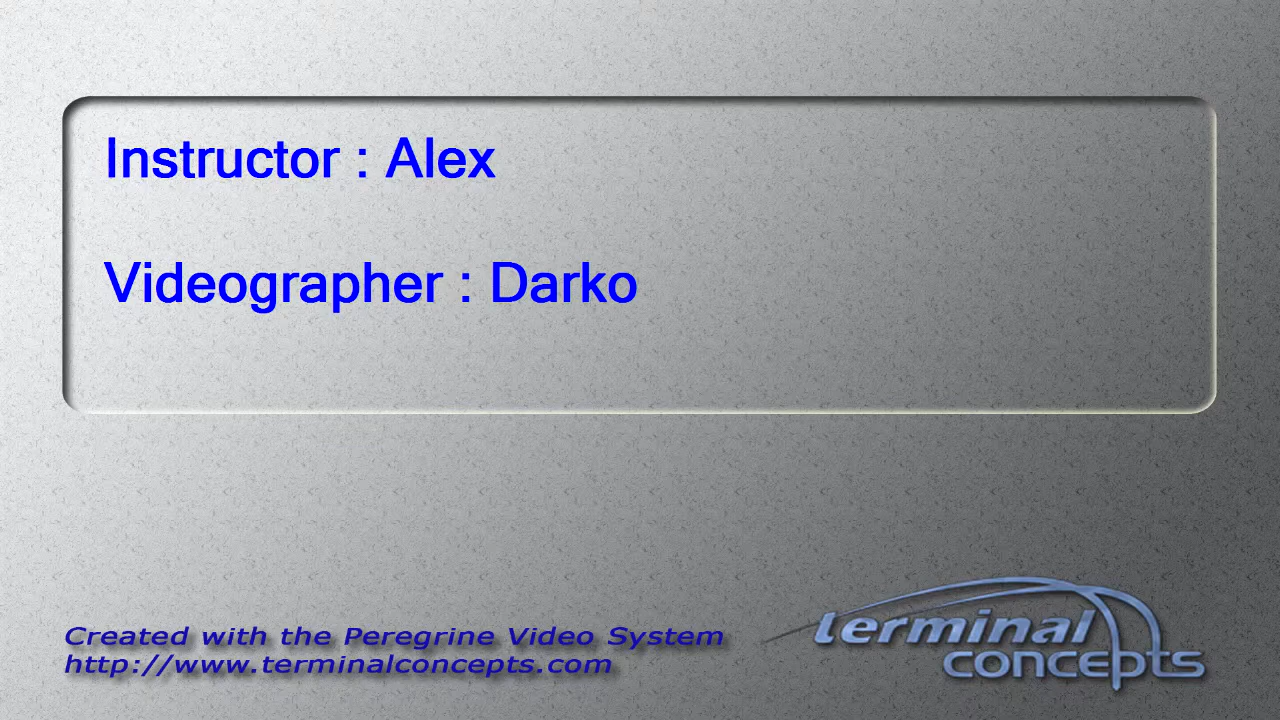 Instructor : Alex
Videographer : Darko
Created with the Peregrine Video System
http://www.terminalconcepts.com
terminal
concepts